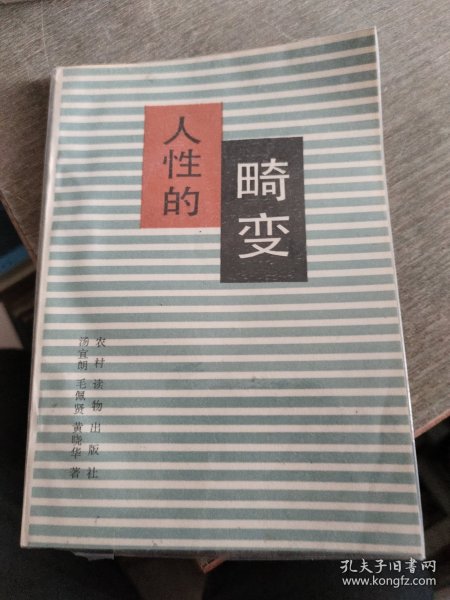 人性的
畸变
农村读物出版社
汤宜朗 毛佩贤 黄晓华 著
孔夫子旧书网
www.kongfz.com